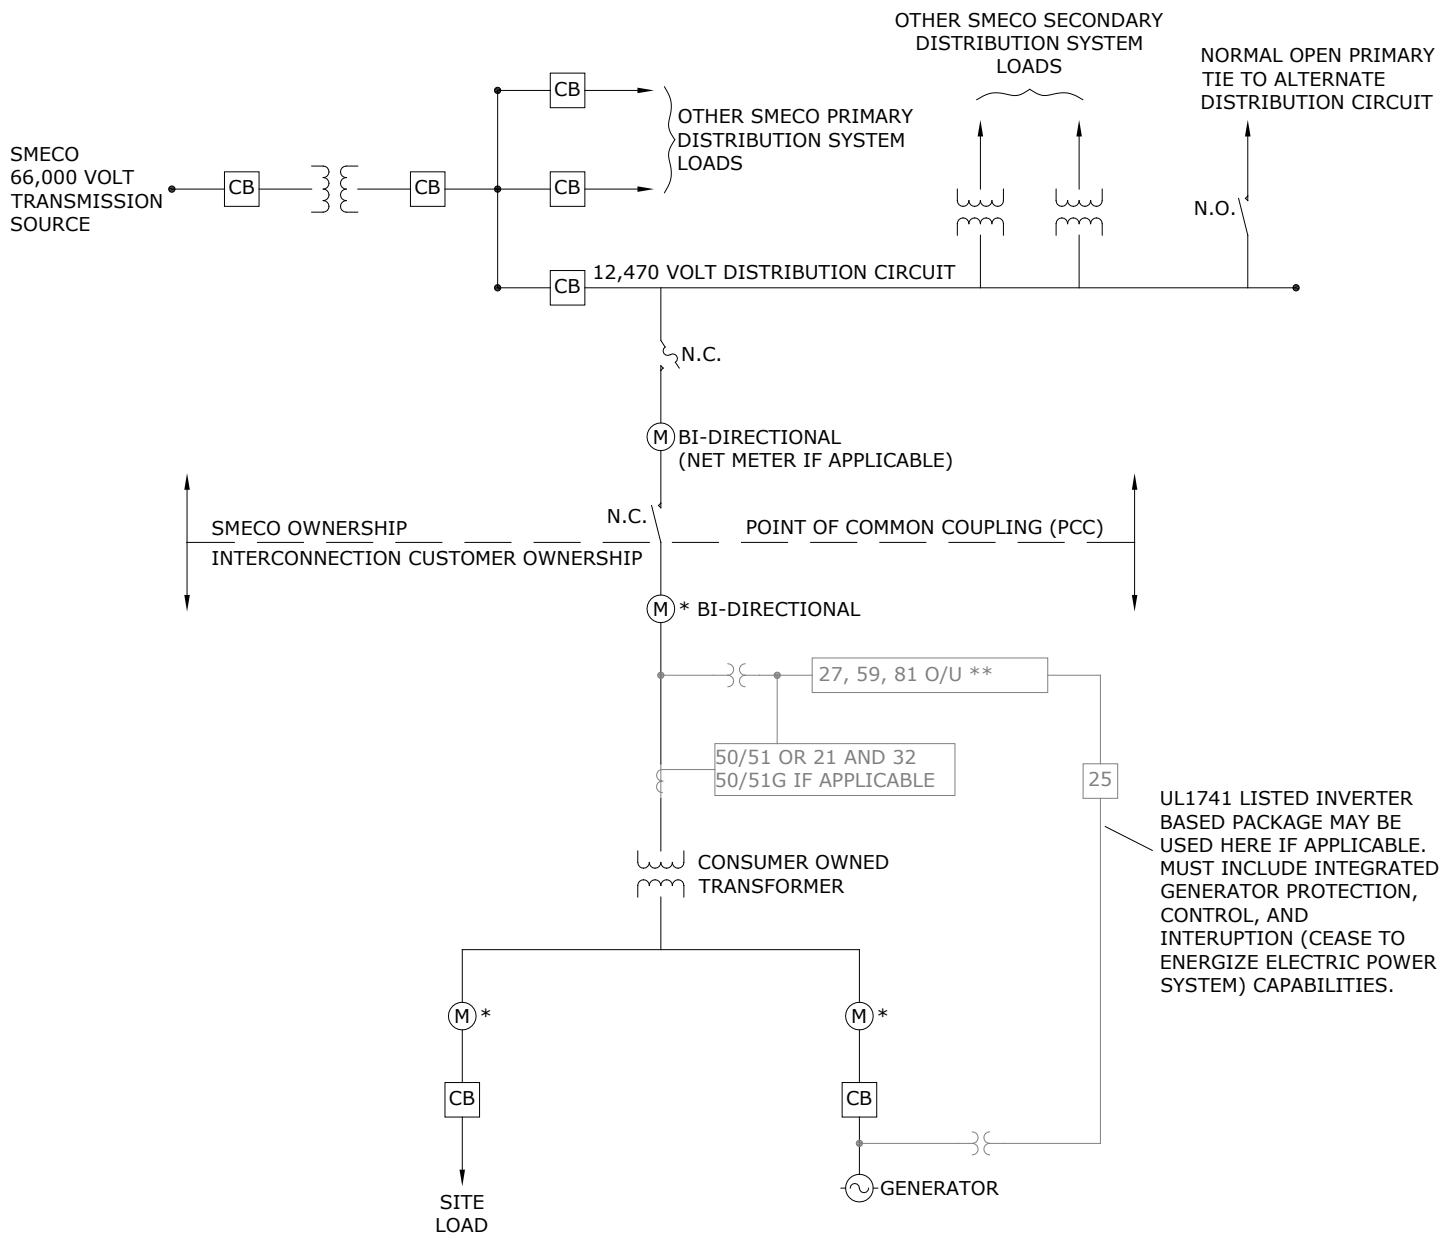 OTHER SMECO SECONDARY
DISTRIBUTION SYSTEM
LOADS
NORMAL OPEN PRIMARY
TIE TO ALTERNATE
DISTRIBUTION CIRCUIT
CB
OTHER SMECO PRIMARY
DISTRIBUTION SYSTEM
LOADS
SMECO
66,000 VOLT
TRANSMISSION
SOURCE
CB
CB
CB
N.O.
CB
12,470 VOLT DISTRIBUTION CIRCUIT
N.C.
M BI-DIRECTIONAL
(NET METER IF APPLICABLE)
N.C.
SMECO OWNERSHIP
POINT OF COMMON COUPLING (PCC)
INTERCONNECTION CUSTOMER OWNERSHIP
M * BI-DIRECTIONAL
27, 59, 81 O/U **
50/51 OR 21 AND 32
50/51G IF APPLICABLE
25
UL1741 LISTED INVERTER
BASED PACKAGE MAY BE
USED HERE IF APPLICABLE.
MUST INCLUDE INTEGRATED
GENERATOR PROTECTION,
CONTROL, AND
INTERUPTION (CEASE TO
ENERGIZE ELECTRIC POWER
SYSTEM) CAPABILITIES.
CONSUMER OWNED
TRANSFORMER
M *
M *
CB
CB
GENERATOR
SITE
LOAD